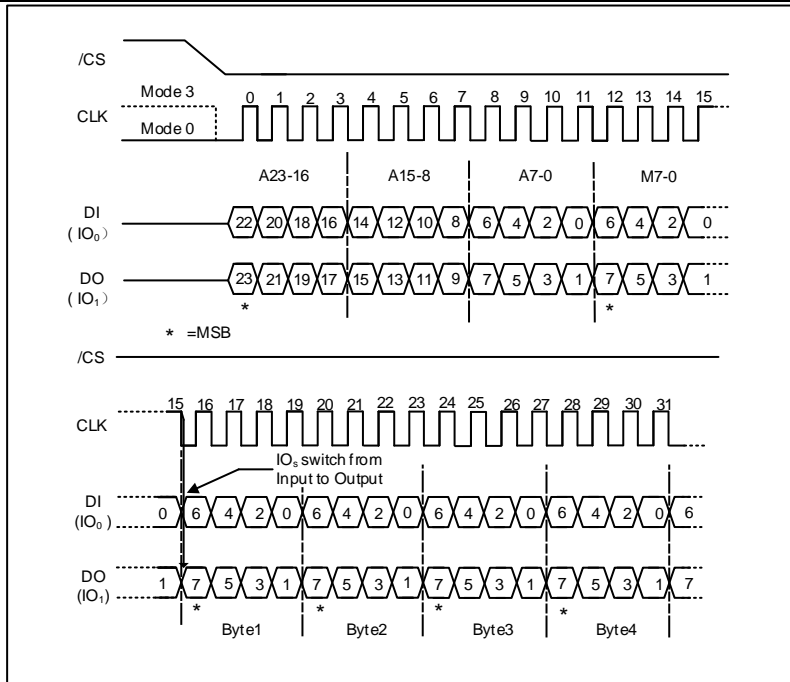 /CS
Mode 3
CLK
Mode 0
0 1 2 3 4 5 6 7 8 9 10 11 12 13 14 15
A23-16 A15-8 A7-0 M7-0
DI
( IO₀ )
22 20 18 16 14 12 10 8 6 4 2 0 6 4 2 0
DO
( IO₁ )
23 21 19 17 15 13 11 9 7 5 3 1 7 5 3 1
* *
* =MSB
/CS
CLK
15 16 17 18 19 20 21 22 23 24 25 26 27 28 29 30 31
IOₛ switch from
Input to Output
DI
(IO₀ )
0 6 4 2 0 6 4 2 0 6 4 2 0 6 4 2 0 6
DO
(IO₁)
1 7 5 3 1 7 5 3 1 7 5 3 1 7 5 3 1 7
* * * *
Byte1 Byte2 Byte3 Byte4